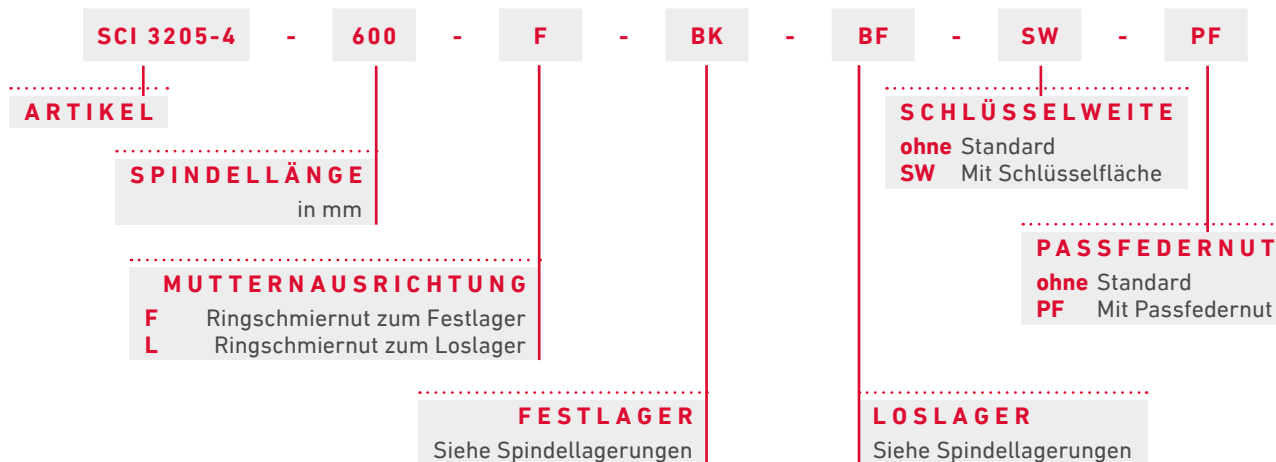 SCI 3205-4 - 600 - F - BK - BF - SW - PF
ARTIKEL
SPINDELLÄNGE
in mm
MUTTERNAUSRICHTUNG
F Ringschmiernut zum Festlager
L Ringschmiernut zum Loslager
FESTLAGER
Siehe Spindellagerungen
LOSLAGER
Siehe Spindellagerungen
SCHLÜSSELWEITE
ohne Standard
SW Mit Schlüsselfläche
PASSFEDERNUT
ohne Standard
PF Mit Passfedernut